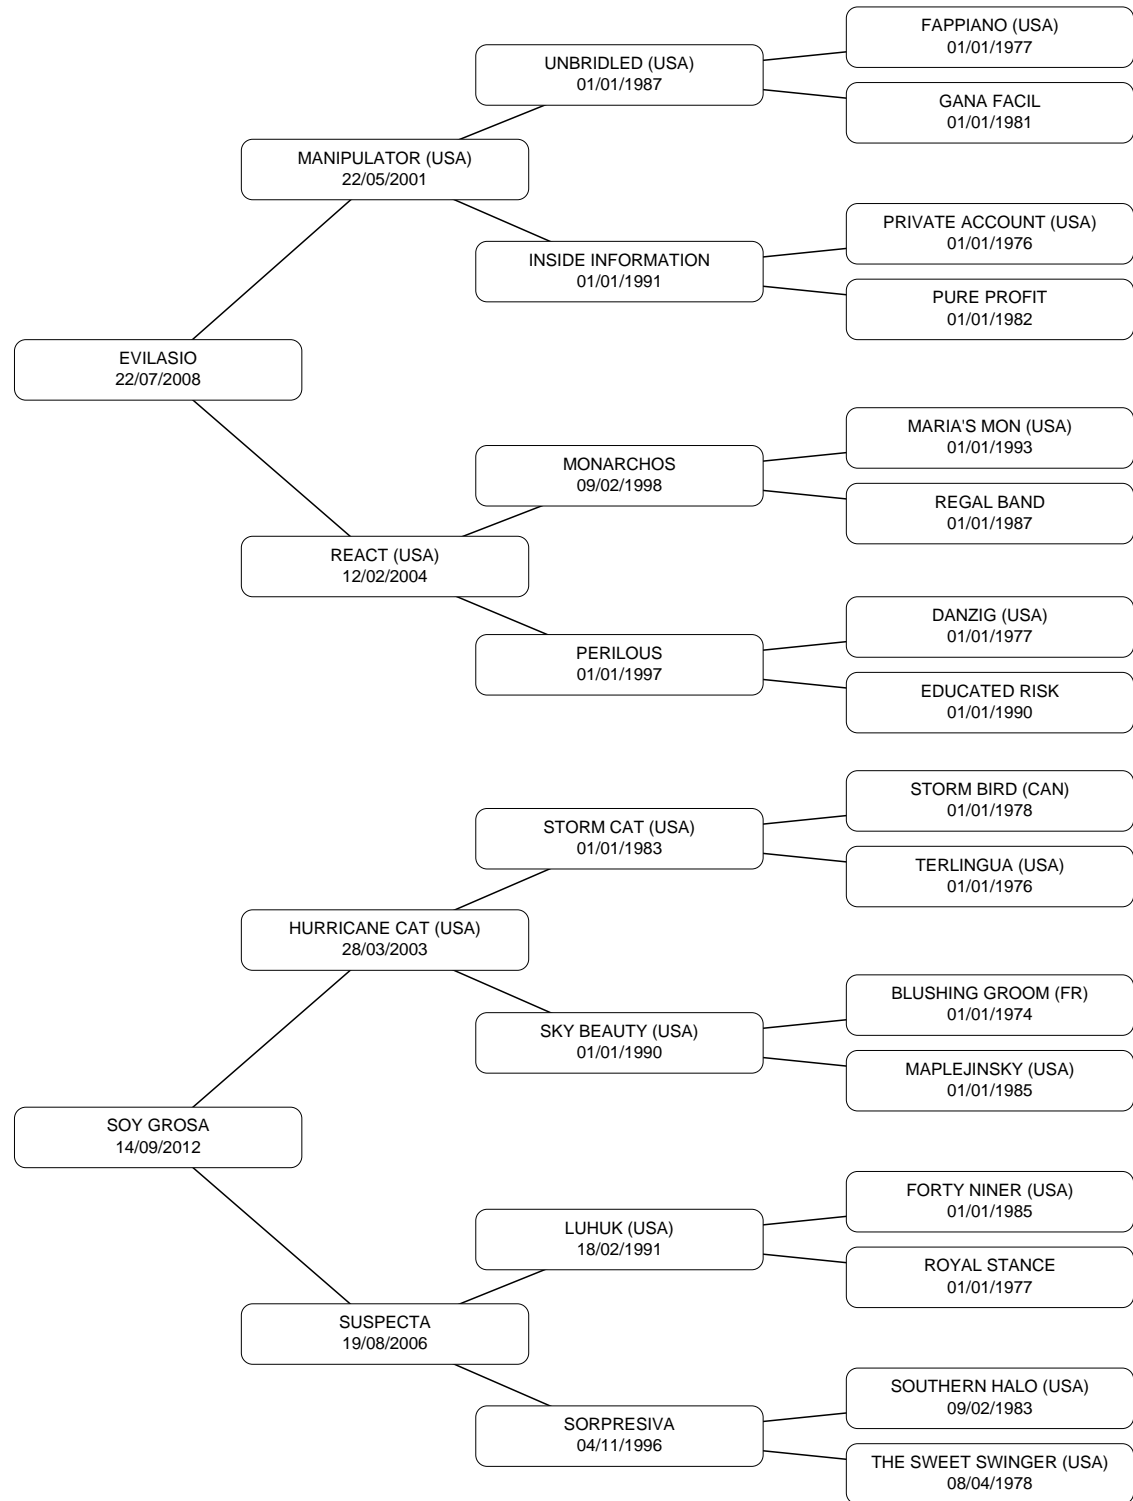 FAPPIANO (USA)
01/01/1977
UNBRIDLED (USA)
01/01/1987
GANA FACIL
01/01/1981
MANIPULATOR (USA)
22/05/2001
PRIVATE ACCOUNT (USA)
01/01/1976
INSIDE INFORMATION
01/01/1991
PURE PROFIT
01/01/1982
EVILASIO
22/07/2008
MARIA'S MON (USA)
01/01/1993
MONARCHOS
09/02/1998
REGAL BAND
01/01/1987
REACT (USA)
12/02/2004
DANZIG (USA)
01/01/1977
PERILOUS
01/01/1997
EDUCATED RISK
01/01/1990
STORM BIRD (CAN)
01/01/1978
STORM CAT (USA)
01/01/1983
TERLINGUA (USA)
01/01/1976
HURRICANE CAT (USA)
28/03/2003
BLUSHING GROOM (FR)
01/01/1974
SKY BEAUTY (USA)
01/01/1990
MAPLEJINSKY (USA)
01/01/1985
SOY GROSA
14/09/2012
FORTY NINER (USA)
01/01/1985
LUHUK (USA)
18/02/1991
ROYAL STANCE
01/01/1977
SUSPECTA
19/08/2006
SOUTHERN HALO (USA)
09/02/1983
SORPRESIVA
04/11/1996
THE SWEET SWINGER (USA)
08/04/1978